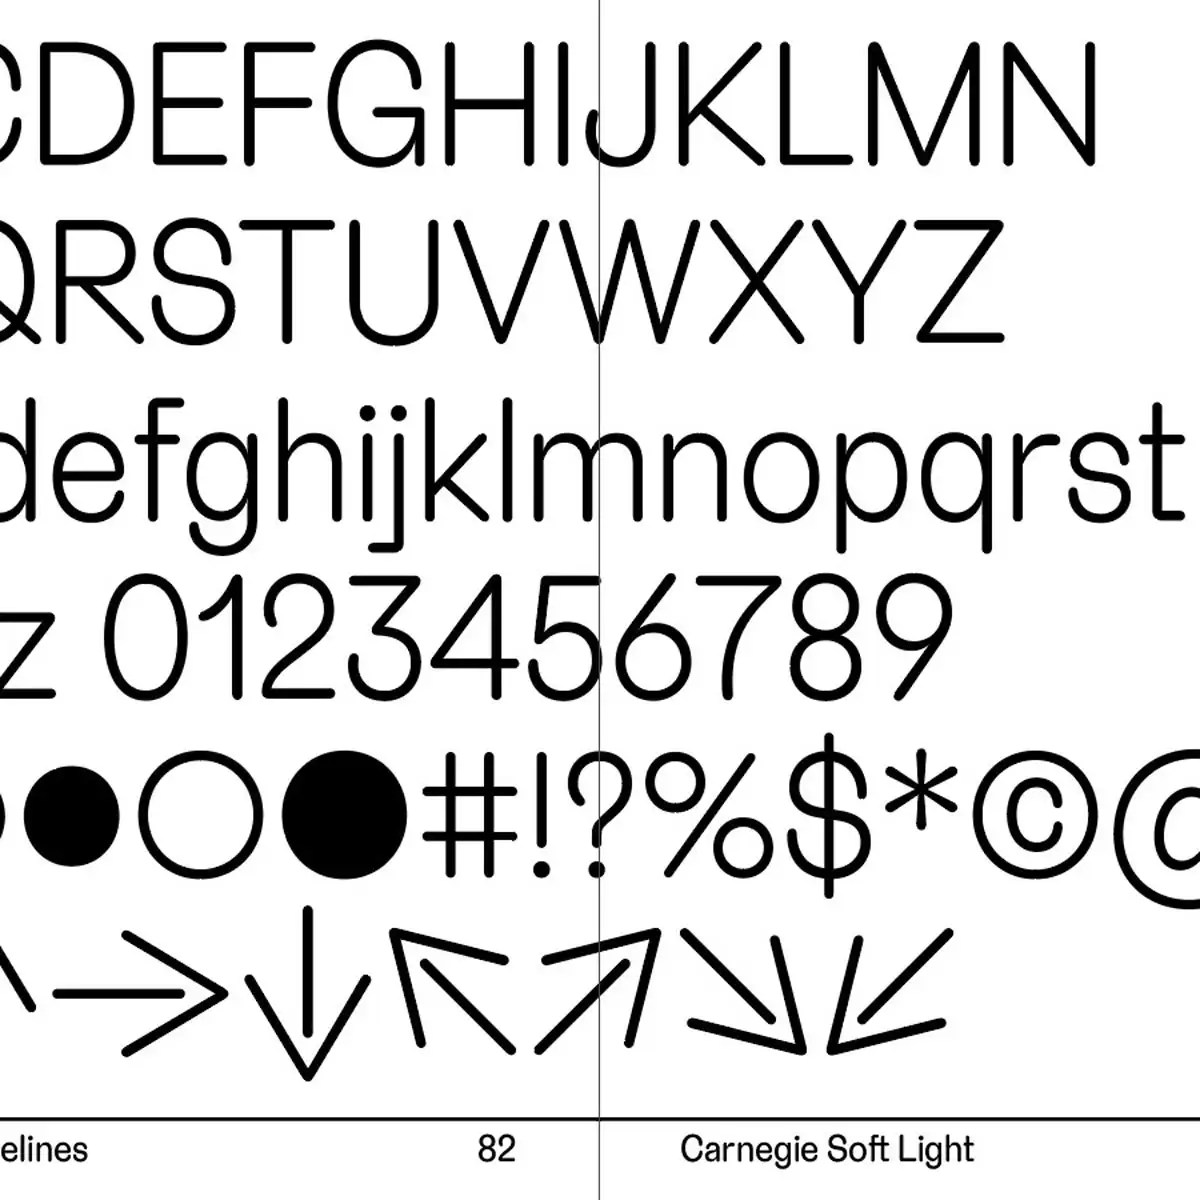 CDEFGHIJKLMN
QRSTUVWXYZ
defghijklmnopqrst
z 0123456789
●○●#!?%$*©@
→↓↖↗↘↙
elines 82 Carnegie Soft Light